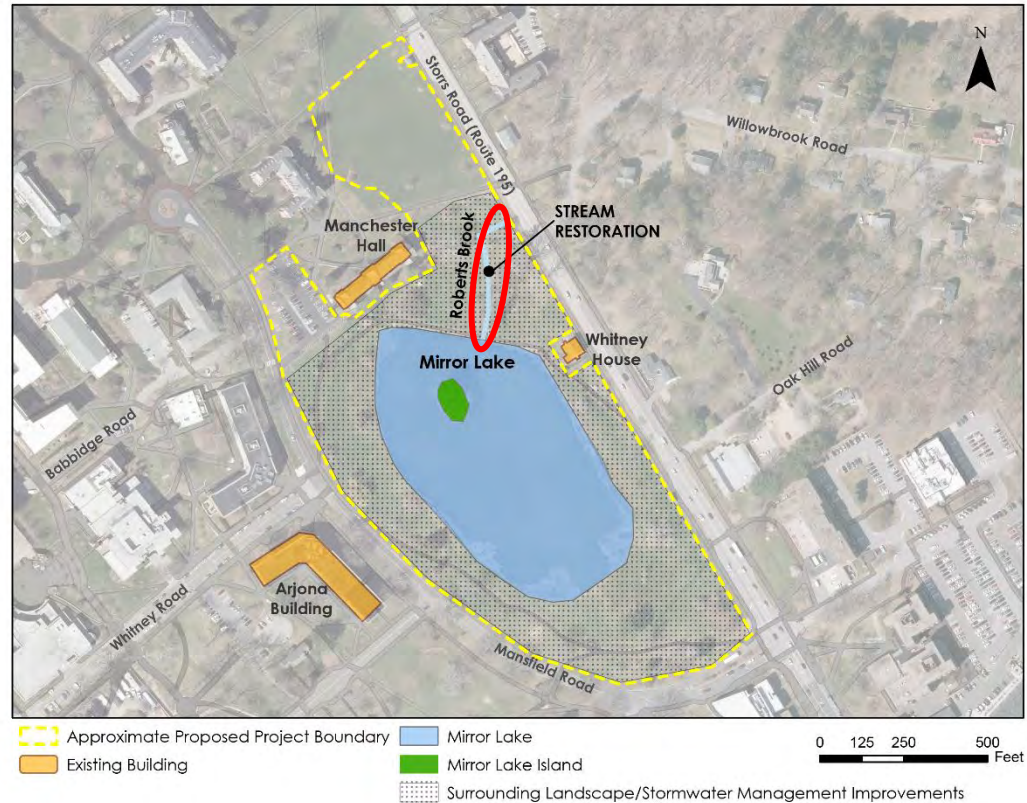 N
Storrs Road (Route 195)
Willowbrook Road
STREAM
RESTORATION
Manchester
Hall
Roberts Brook
Whitney
House
Mirror Lake
Oak Hill Road
Babbidge Road
Arjona
Building
Whitney Road
Mansfield Road
Approximate Proposed Project Boundary
Mirror Lake
0 125 250 500
Feet
Existing Building
Mirror Lake Island
Surrounding Landscape/Stormwater Management Improvements